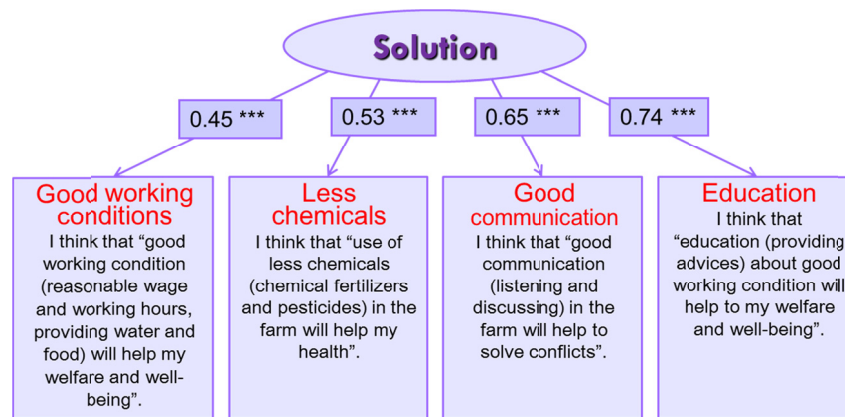 Solution
0.45 ***
0.53 ***
0.65 ***
0.74 ***
Good working
conditions
I think that “good
working condition
(reasonable wage
and working hours,
providing water and
food) will help my
welfare and well-
being”.
Less
chemicals
I think that “use of
less chemicals
(chemical fertilizers
and pesticides) in the
farm will help my
health”.
Good
communication
I think that “good
communication
(listening and
discussing) in the
farm will help to
solve conflicts”.
Education
I think that
“education (providing
advices) about good
working condition will
help to my welfare
and well-being”.